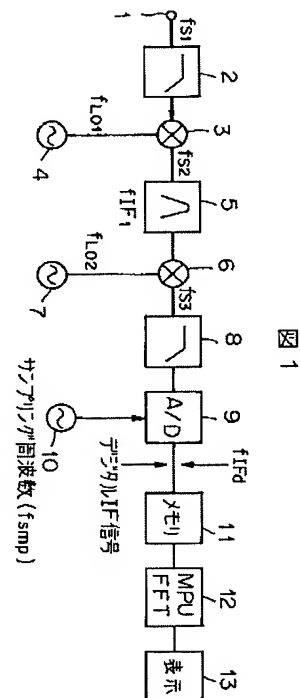 図1
1
fS1
2
3
fLO1
4
fS2
5
fIF1
6
fLO2
7
fS3
8
A/D
9
10
サンプリング周波数(fsmp)
fIFd
デジタルIF信号
メモリ
11
MPU
FFT
12
表示
13